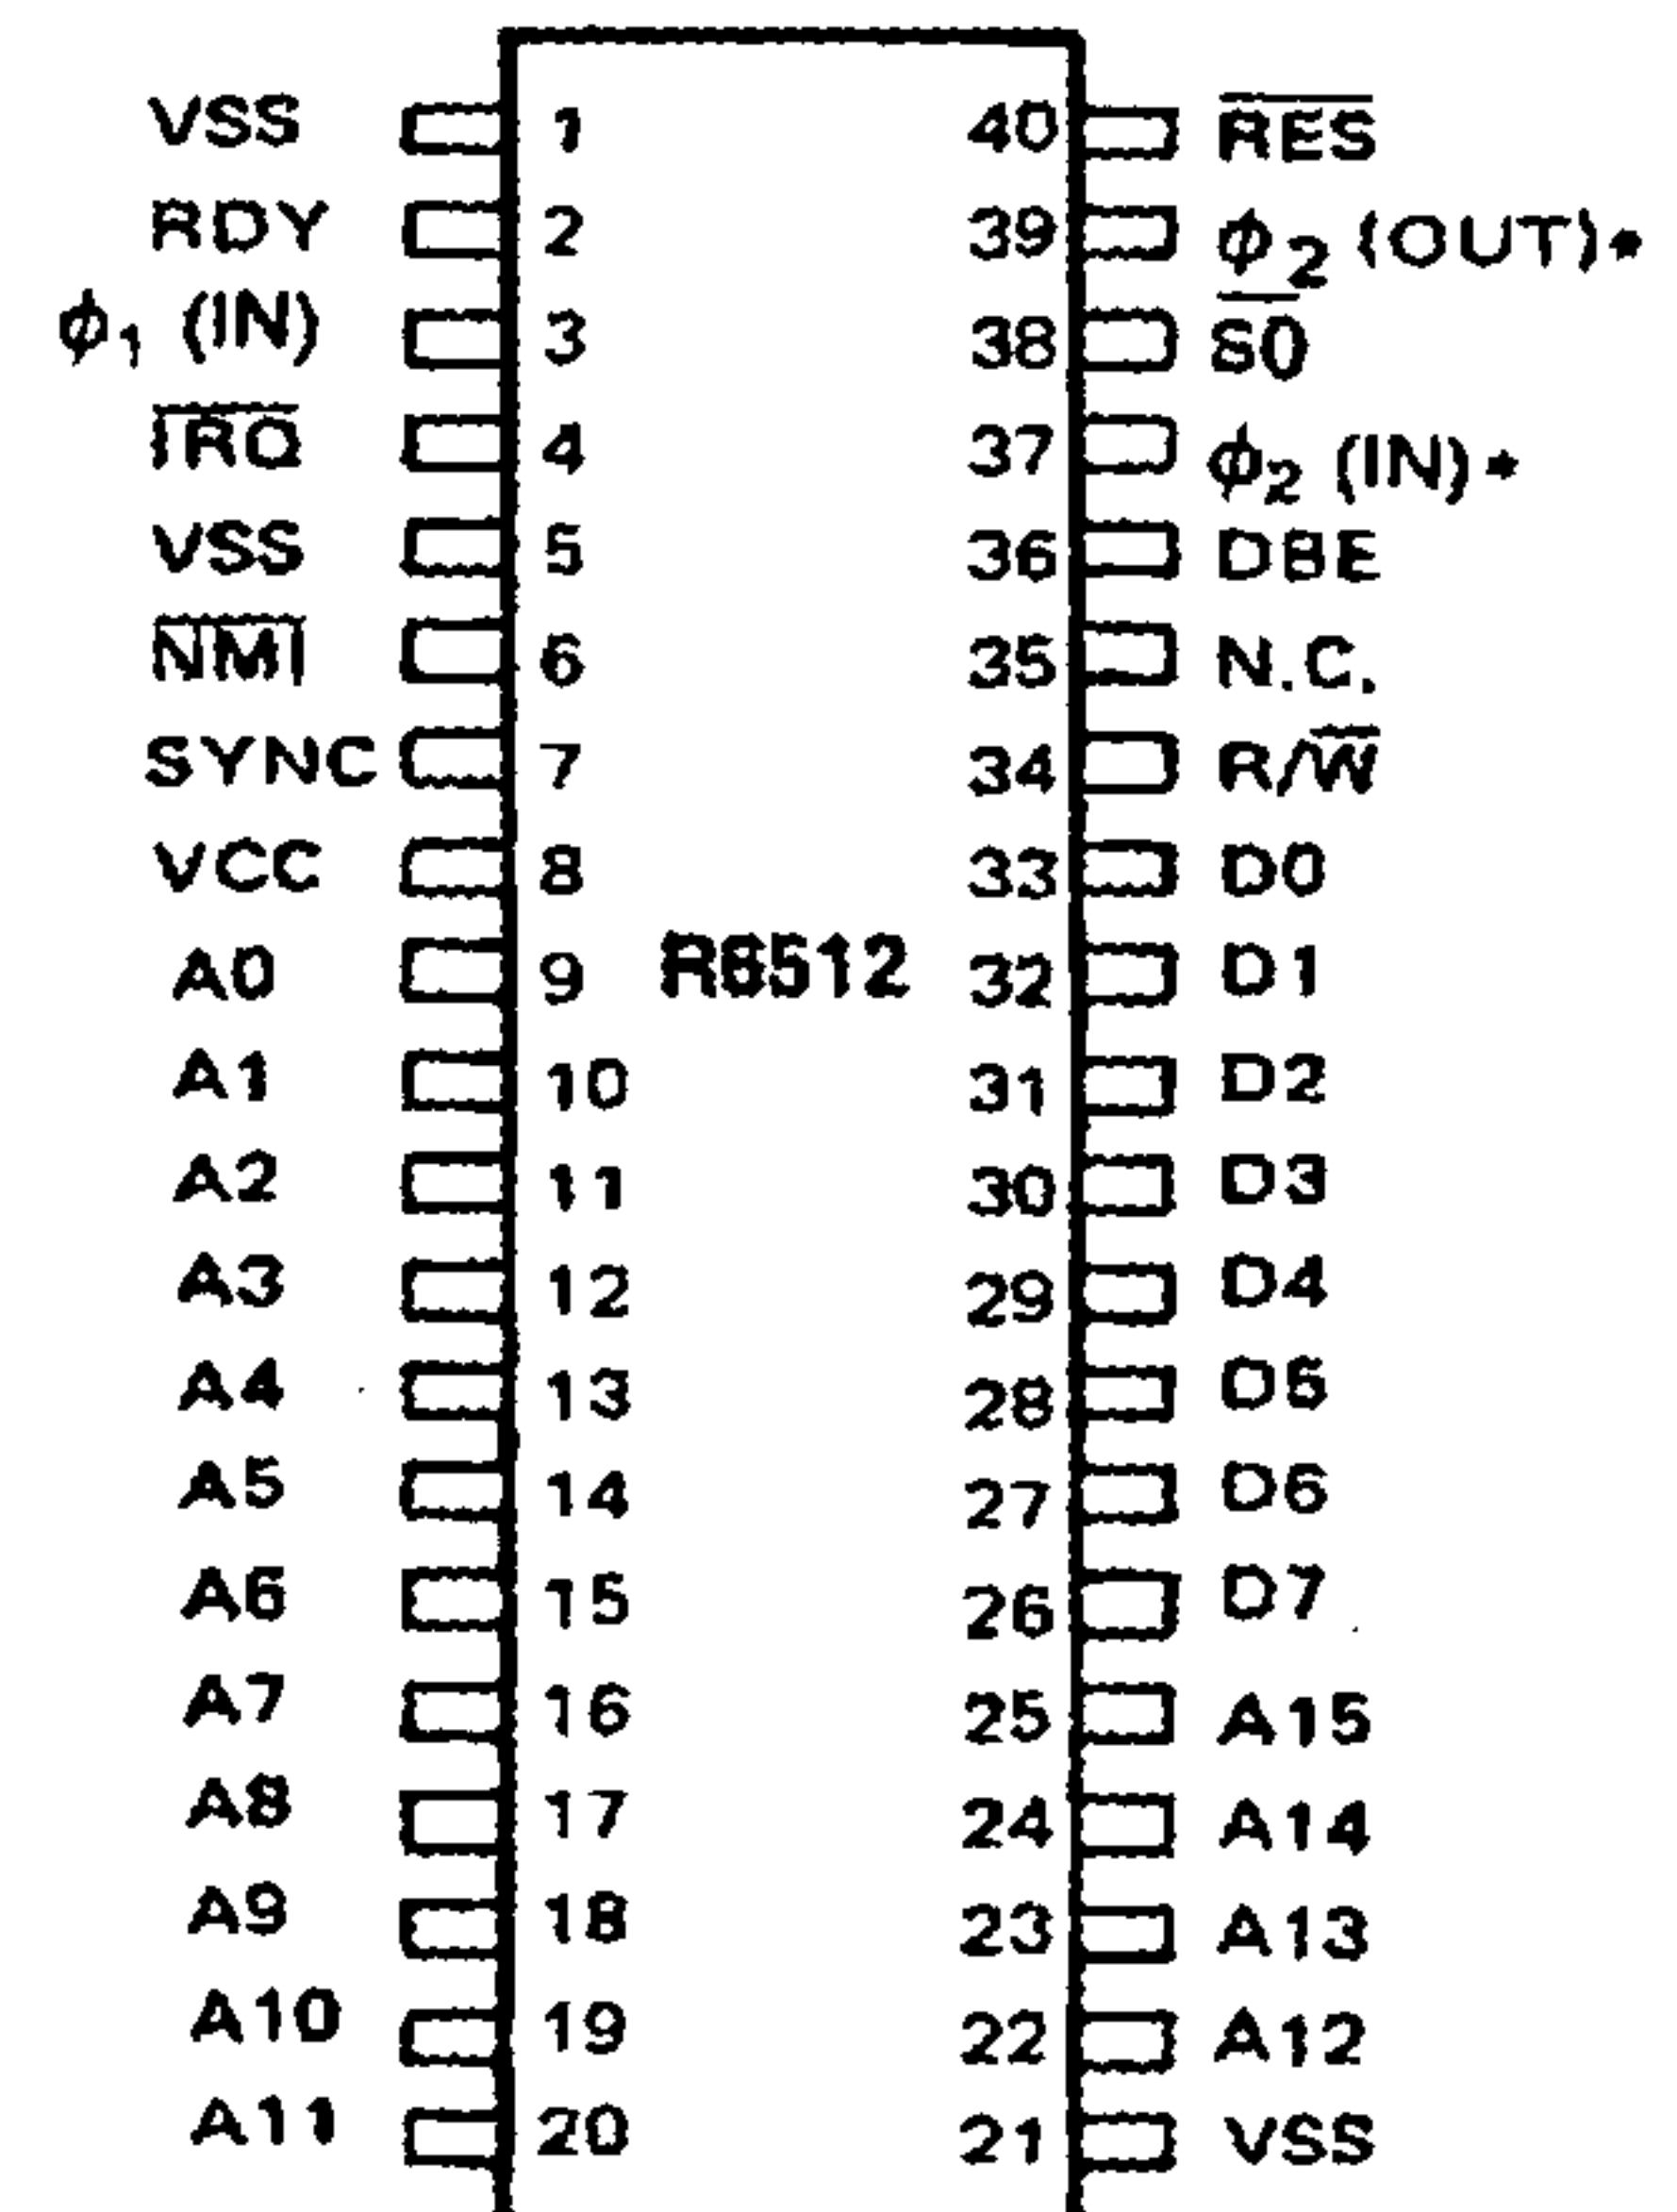 VSS 1 40 RES
RDY 2 39 ϕ2 (OUT)*
ϕ1 (IN) 3 38 S0
IRQ 4 37 ϕ2 (IN)*
VSS 5 36 DBE
NMI 6 35 N.C.
SYNC 7 34 R/W
VCC 8 33 D0
A0 9 R6512 32 D1
A1 10 31 D2
A2 11 30 D3
A3 12 29 D4
A4 13 28 D5
A5 14 27 D6
A6 15 26 D7
A7 16 25 A15
A8 17 24 A14
A9 18 23 A13
A10 19 22 A12
A11 20 21 VSS